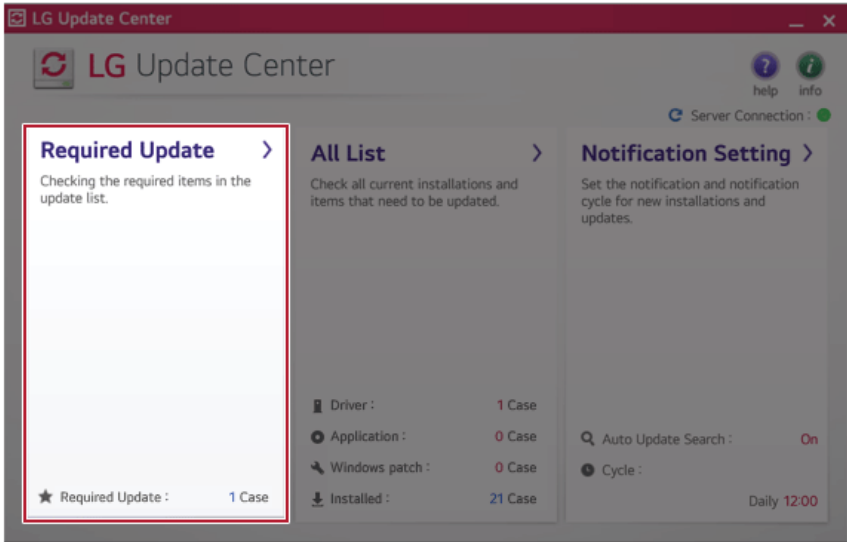 LG Update Center
LG Update Center
help
info
Server Connection :
Required Update
Checking the required items in the
update list.
Required Update :
1 Case
All List
Check all current installations and
items that need to be updated.
Driver :
1 Case
Application :
0 Case
Windows patch :
0 Case
Installed :
21 Case
Notification Setting
Set the notification and notification
cycle for new installations and
updates.
Auto Update Search :
On
Cycle :
Daily 12:00